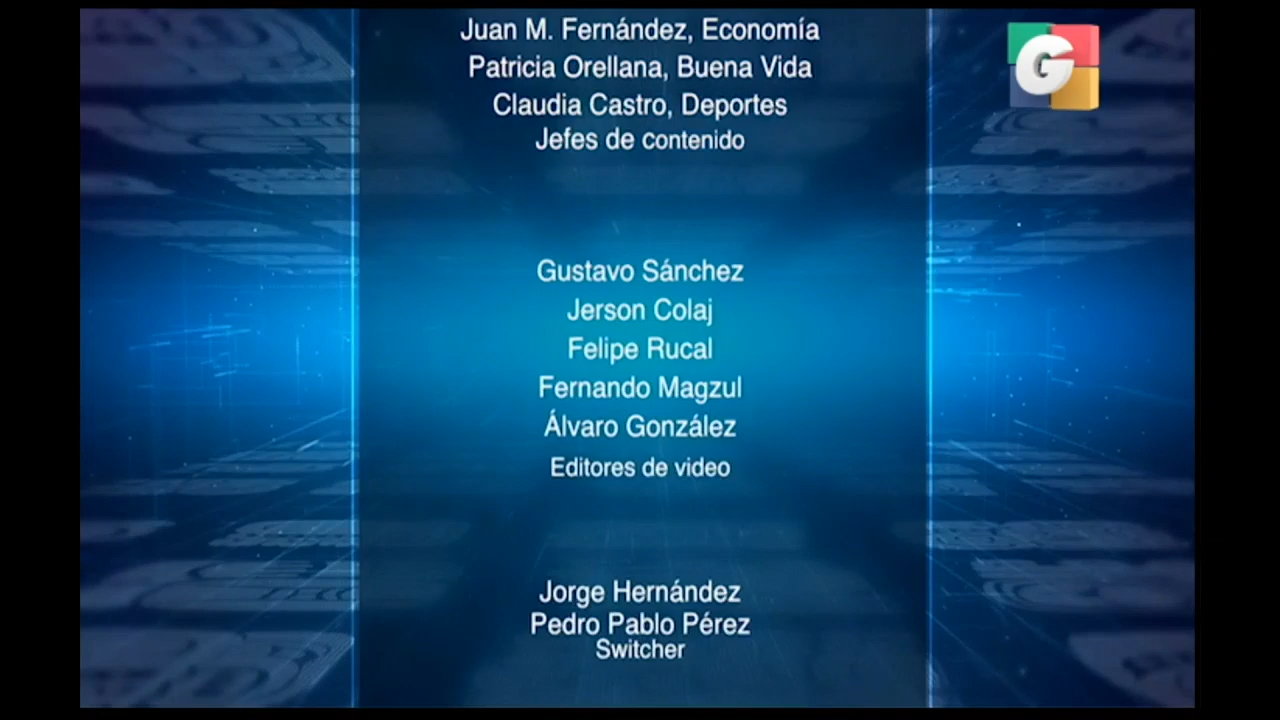 Juan M. Fernández, Economía
G
Patricia Orellana, Buena Vida
Claudia Castro, Deportes
Jefes de contenido
Gustavo Sánchez
Jerson Colaj
Felipe Rucal
Fernando Magzul
Álvaro González
Editores de video
Jorge Hernández
Pedro Pablo Pérez
Switcher